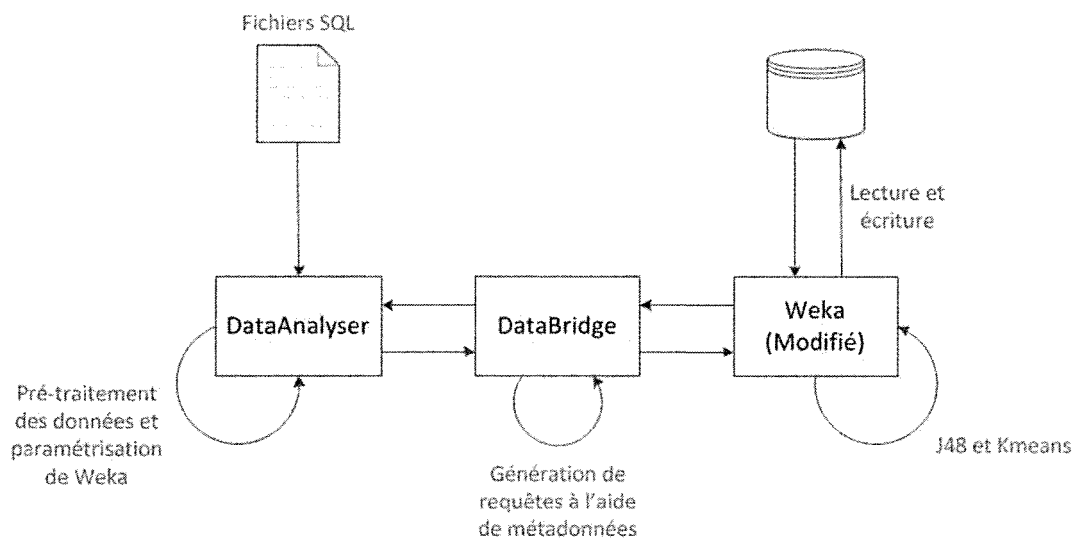 Fichiers SQL
Lecture et
écriture
DataAnalyser
DataBridge
Weka
(Modifié)
Pré-traitement
des données et
paramétrisation
de Weka
Génération de
requêtes à l'aide
de métadonnées
J48 et Kmeans